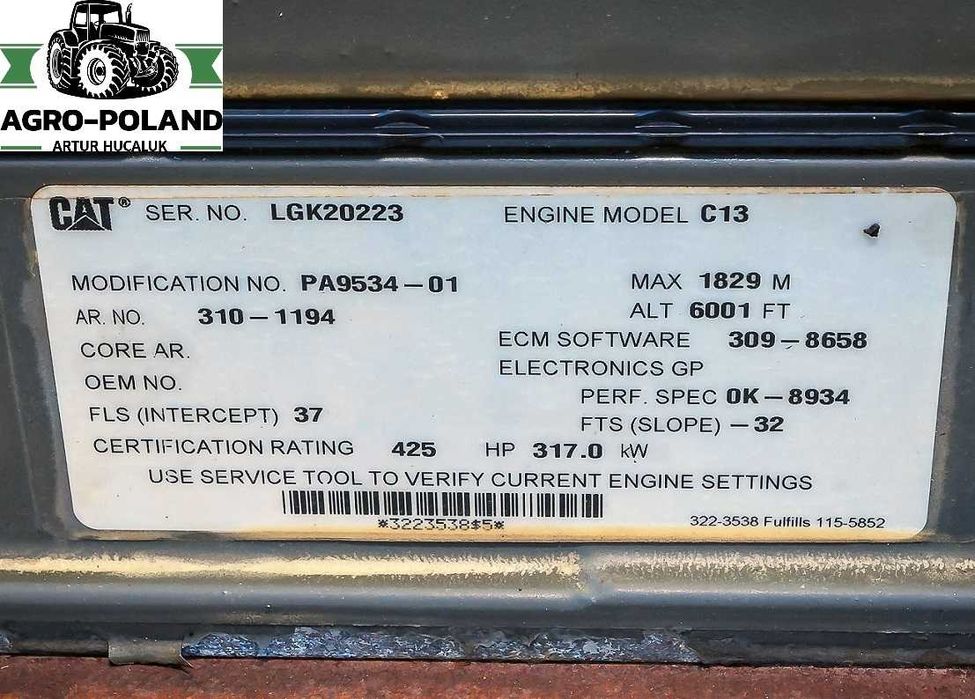 AGRO-POLAND
ARTUR HUCALUK
CAT® SER. NO. LGK20223 ENGINE MODEL C13
MODIFICATION NO. PA9534-01 MAX 1829 M
AR. NO. 310-1194 ALT 6001 FT
CORE AR. ECM SOFTWARE 309-8658
OEM NO. ELECTRONICS GP
PERF. SPEC 0K-8934
FLS (INTERCEPT) 37 FTS (SLOPE) -32
CERTIFICATION RATING 425 HP 317.0 kW
USE SERVICE TOOL TO VERIFY CURRENT ENGINE SETTINGS
*3223538$5* 322-3538 Fulfills 115-5852